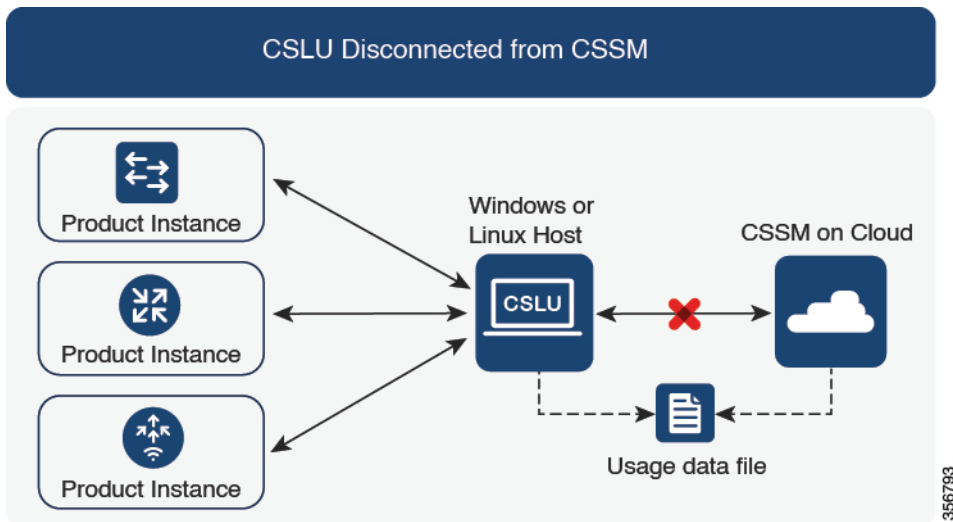 CSLU Disconnected from CSSM
Product Instance
Product Instance
Product Instance
Windows or
Linux Host
CSLU
CSSM on Cloud
Usage data file
356793